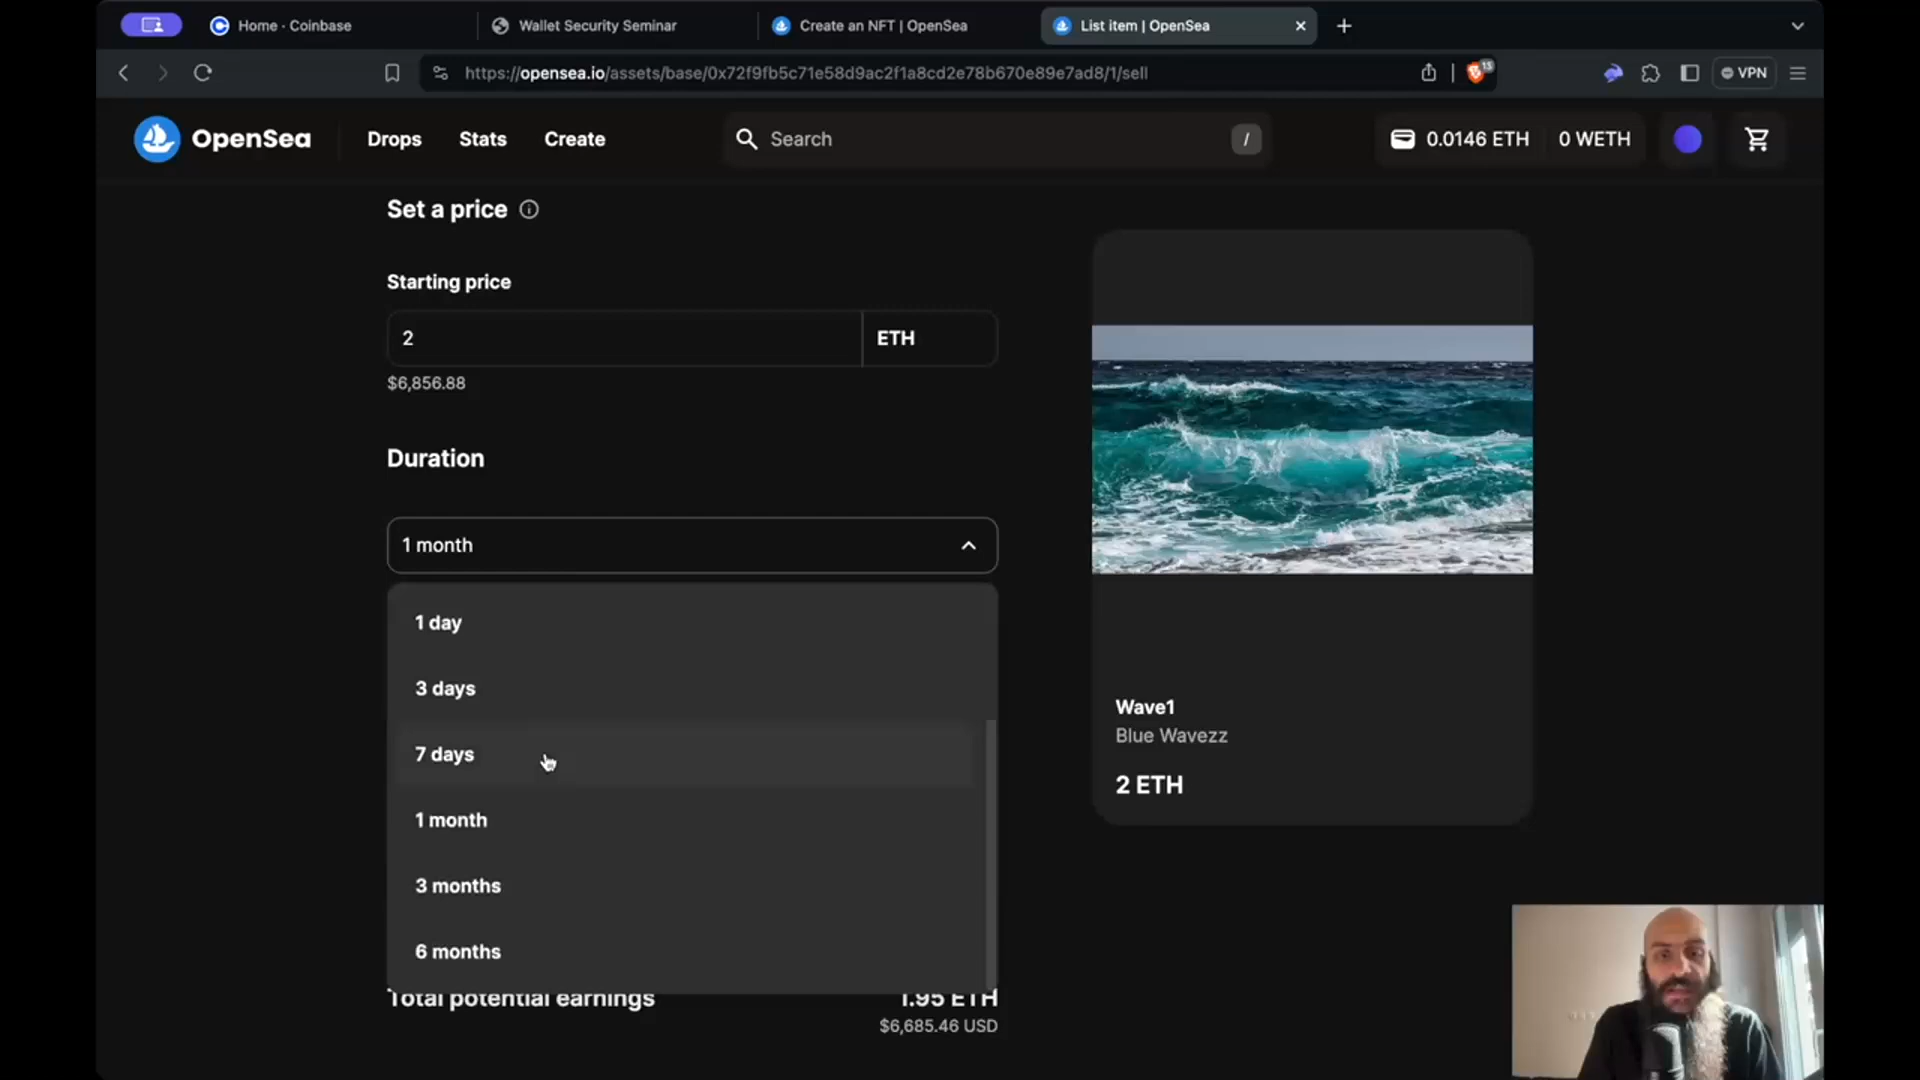 Home - Coinbase
Wallet Security Seminar
Create an NFT | OpenSea
List item | OpenSea
https://opensea.io/assets/base/0x72f9fb5c71e58d9ac2f1a8cd2e78b670e89e7ad8/1/sell
13
VPN
OpenSea
Drops
Stats
Create
Search
/
0.0146 ETH
0 WETH
Set a price
Starting price
2
ETH
$6,856.88
Duration
1 month
1 day
3 days
7 days
1 month
3 months
6 months
Total potential earnings
1.95 ETH
$6,685.46 USD
Wave1
Blue Wavezz
2 ETH